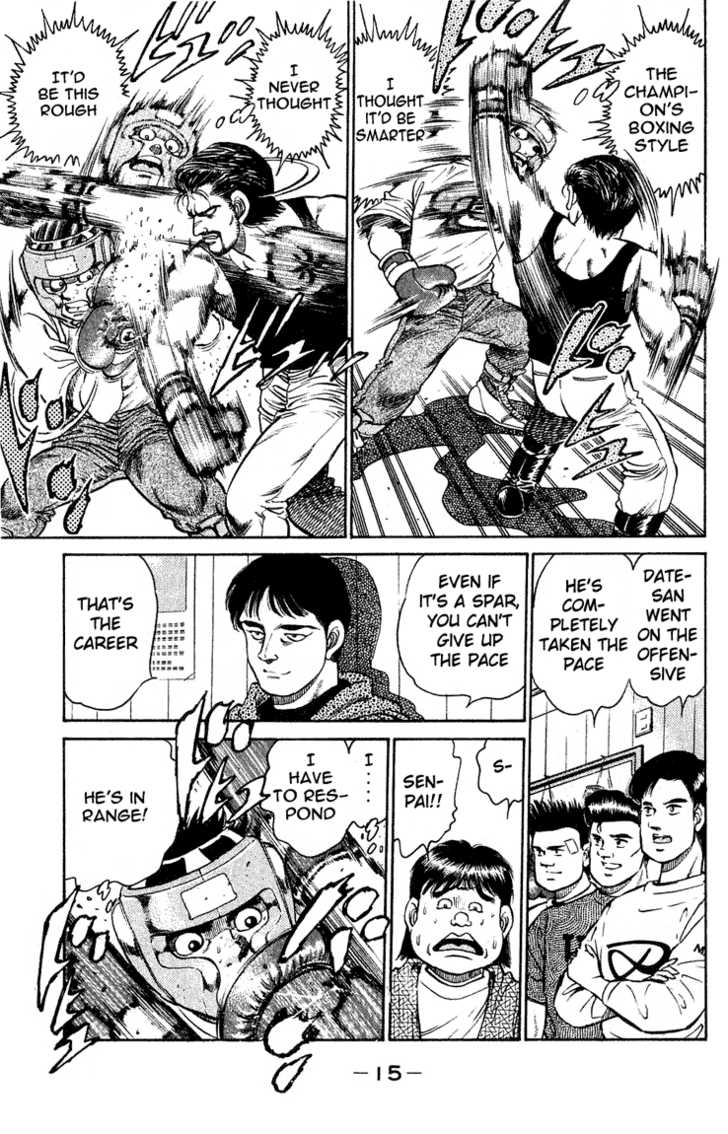 THE
CHAMPI-
ON'S
BOXING
STYLE
I
THOUGHT
IT'D BE
SMARTER
I
NEVER
THOUGHT
IT'D
BE THIS
ROUGH
DATE-
SAN WENT
ON THE
OFFEN-
SIVE
HE'S
COM-
PLETELY
TAKEN THE
PACE
EVEN IF
IT'S A SPAR,
YOU CAN'T
GIVE UP
THE PACE
THAT'S
THE
CAREER
S-
SEN-
PAI!!
I
...
I
HAVE
TO RES-
POND
HE'S IN
RANGE!
-15-